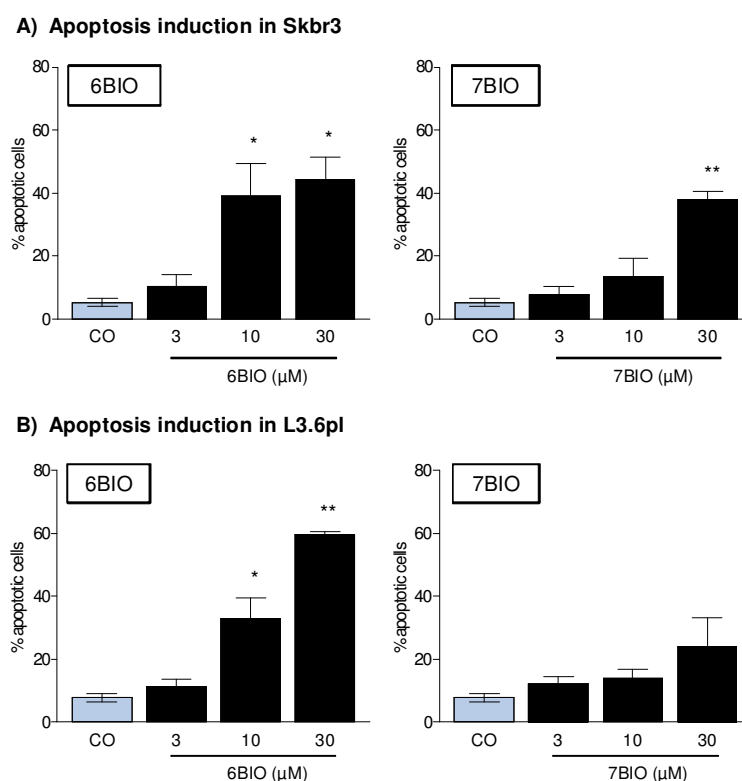 A) Apoptosis induction in Skbr3
6BIO
% apoptotic cells
80
60
40
20
0
*
*
CO
3
10
30
6BIO (µM)
7BIO
% apoptotic cells
80
60
40
20
0
**
CO
3
10
30
7BIO (µM)
B) Apoptosis induction in L3.6pl
6BIO
% apoptotic cells
80
60
40
20
0
*
**
CO
3
10
30
6BIO (µM)
7BIO
% apoptotic cells
80
60
40
20
0
CO
3
10
30
7BIO (µM)